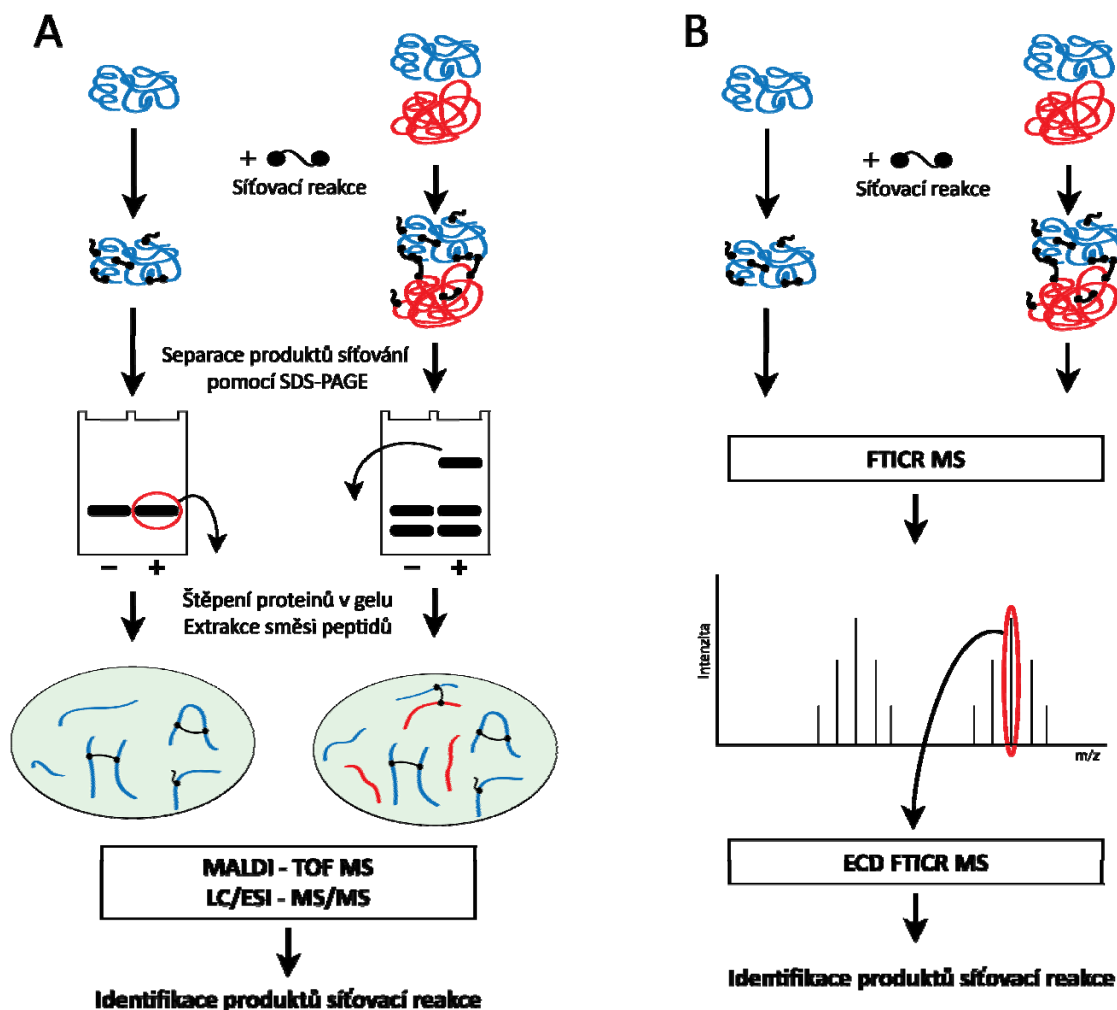 A
+
Síťovací reakce
Separace produktů síťování
pomocí SDS-PAGE
− +
− +
Štěpení proteinů v gelu
Extrakce směsi peptidů
MALDI - TOF MS
LC/ESI - MS/MS
Identifikace produktů síťovací reakce
B
+
Síťovací reakce
FTICR MS
Intenzita
m/z
ECD FTICR MS
Identifikace produktů síťovací reakce